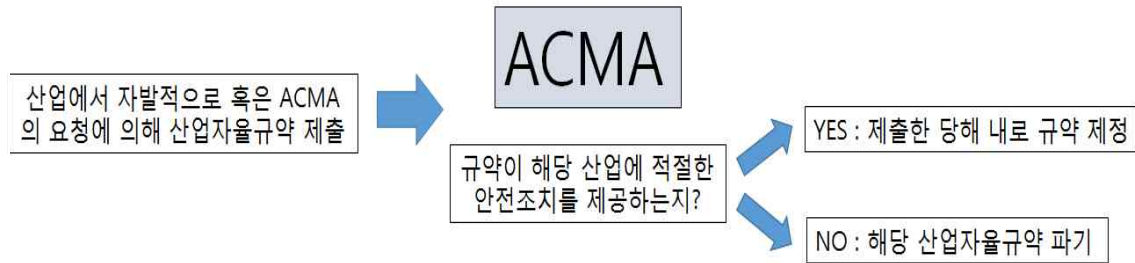 산업에서 자발적으로 혹은 ACMA
의 요청에 의해 산업자율규약 제출
ACMA
규약이 해당 산업에 적절한
안전조치를 제공하는지?
YES : 제출한 당해 내로 규약 제정
NO : 해당 산업자율규약 파기